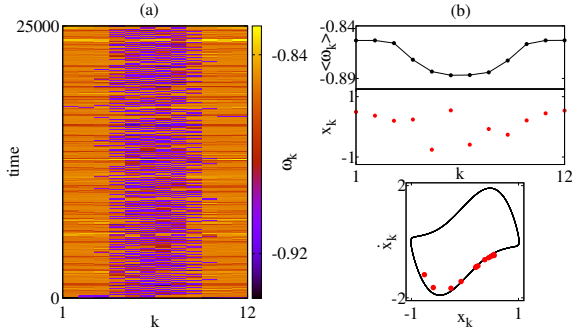 (a)
25000
time
0
1
k
12
-0.84
ω_k
-0.92
(b)
-0.84
<ω_k>
-0.89
1
x_k
-1
1
k
12
2
ẋ_k
-2
-1
x_k
1